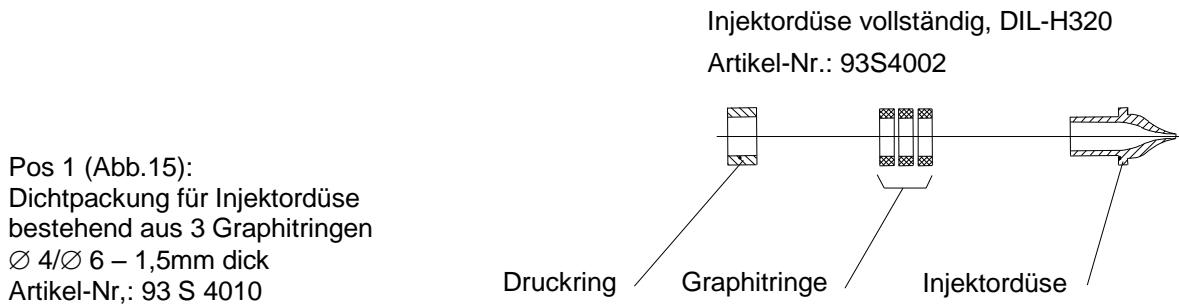 Injektordüse vollständig, DIL-H320
Artikel-Nr.: 93S4002
Pos 1 (Abb.15):
Dichtpackung für Injektordüse
bestehend aus 3 Graphitringen
∅ 4/∅ 6 – 1,5mm dick
Artikel-Nr,: 93 S 4010
Druckring
Graphitringe
Injektordüse